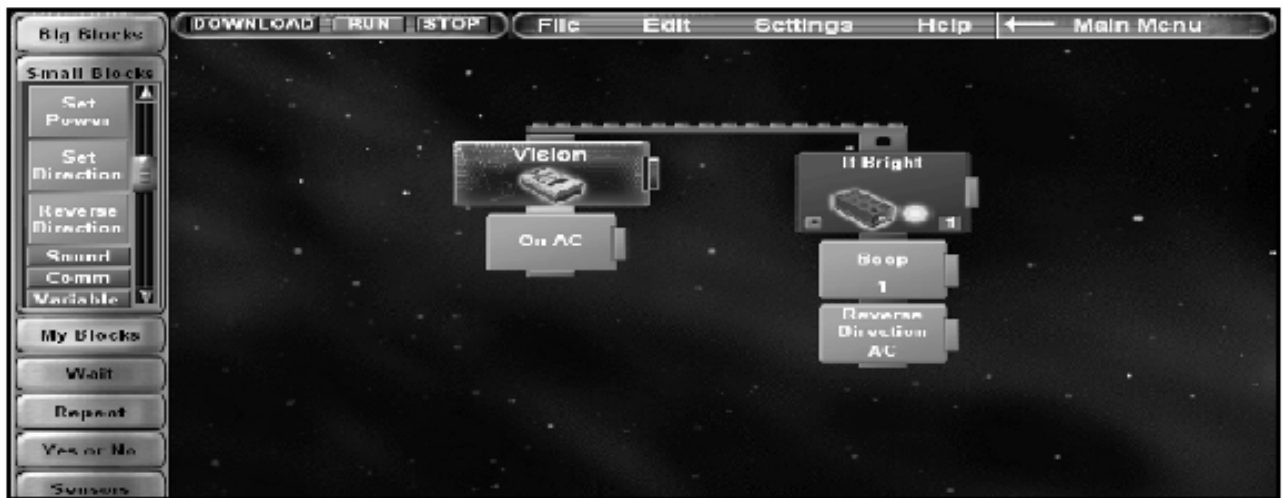 DOWNLOAD RUN STOP File Edit Settings Help Main Menu
Big Blocks
Small Blocks
Set
Power
Set
Direction
Reverse
Direction
Sound
Comm
Variable
My Blocks
Wait
Repeat
Yes or No
Sensors
Vision
On AC
If Bright
1
Beep
1
Reverse
Direction
AC